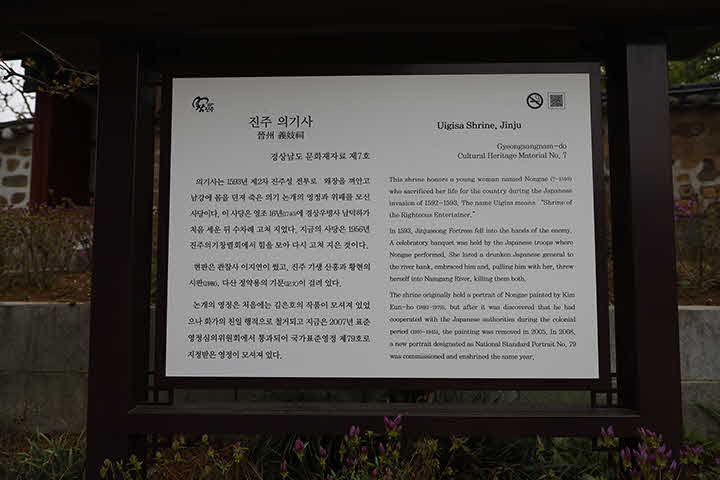 진주 의기사
晉州 義妓祠
경상남도 문화재자료 제7호
의기사는 1593년 제2차 진주성 전투로 왜장을 껴안고
남강에 몸을 던져 죽은 의기 논개의 영정과 위패를 모신
사당이다. 이 사당은 영조 16년(1740)에 경상우병사 남덕하가
처음 세운 뒤 수차례 고쳐 지었다. 지금의 사당은 1956년
진주의기창렬회에서 힘을 모아 다시 고쳐 지은 것이다.
현판은 관찰사 이지연이 썼고, 진주 기생 산홍과 황현의
시판(詩板), 다산 정약용의 기문(記文)이 걸려 있다.
논개의 영정은 처음에는 김은호의 작품이 모셔져 있었
으나 화가의 친일 행적으로 철거되고 지금은 2007년 표준
영정심의위원회에서 통과되어 국가표준영정 제79호로
지정받은 영정이 모셔져 있다.
Uigisa Shrine, Jinju
Gyeongsangnam-do
Cultural Heritage Material No. 7
This shrine honors a young woman named Nongae (?-1593)
who sacrificed her life for the country during the Japanese
invasion of 1592-1593. The name Uigisa means “Shrine of
the Righteous Entertainer.”
In 1593, Jinjuseong Fortress fell into the hands of the enemy.
A celebratory banquet was held by the Japanese troops where
Nongae performed. She lured a drunken Japanese general to
the river bank, embraced him and, pulling him with her, threw
herself into Namgang River, killing them both.
The shrine originally held a portrait of Nongae painted by Kim
Eun-ho (1892-1979), but after it was discovered that he had
cooperated with the Japanese authorities during the colonial
period (1910-1945), the painting was removed in 2005. In 2008,
a new portrait designated as National Standard Portrait No. 79
was commissioned and enshrined the same year.